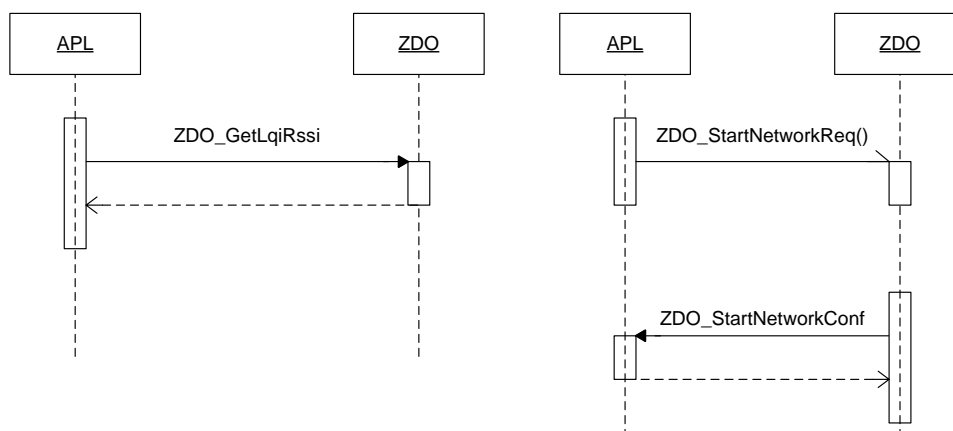 APL
ZDO
APL
ZDO
ZDO_GetLqiRssi
ZDO_StartNetworkReq()
ZDO_StartNetworkConf